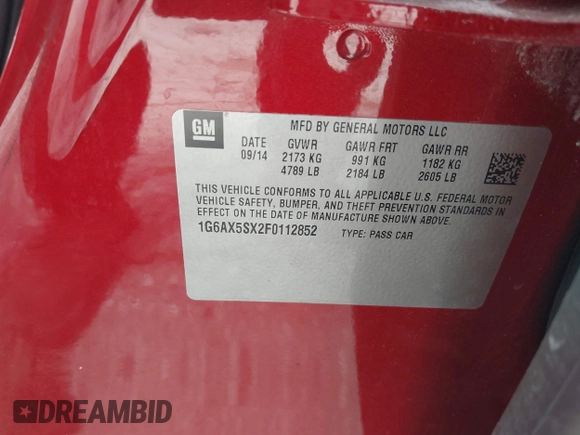 GM
MFD BY GENERAL MOTORS LLC
DATE GVWR GAWR FRT GAWR RR
09/14 2173 KG 991 KG 1182 KG
4789 LB 2184 LB 2605 LB
THIS VEHICLE CONFORMS TO ALL APPLICABLE U.S. FEDERAL MOTOR
VEHICLE SAFETY, BUMPER, AND THEFT PREVENTION STANDARDS IN
EFFECT ON THE DATE OF MANUFACTURE SHOWN ABOVE.
1G6AX5SX2F0112852 TYPE: PASS CAR
DREAMBID